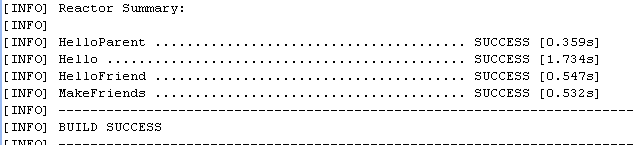 [INFO] Reactor Summary:
[INFO]
[INFO] HelloParent ....................................... SUCCESS [0.359s]
[INFO] Hello ............................................. SUCCESS [1.734s]
[INFO] HelloFriend ....................................... SUCCESS [0.547s]
[INFO] MakeFriends ....................................... SUCCESS [0.532s]
[INFO] ------------------------------------------------------------------------
[INFO] BUILD SUCCESS
[INFO] ------------------------------------------------------------------------